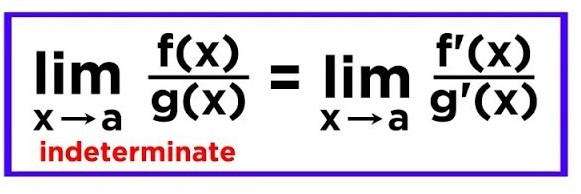 lim f(x)/g(x) = lim f'(x)/g'(x)
x→a x→a
indeterminate